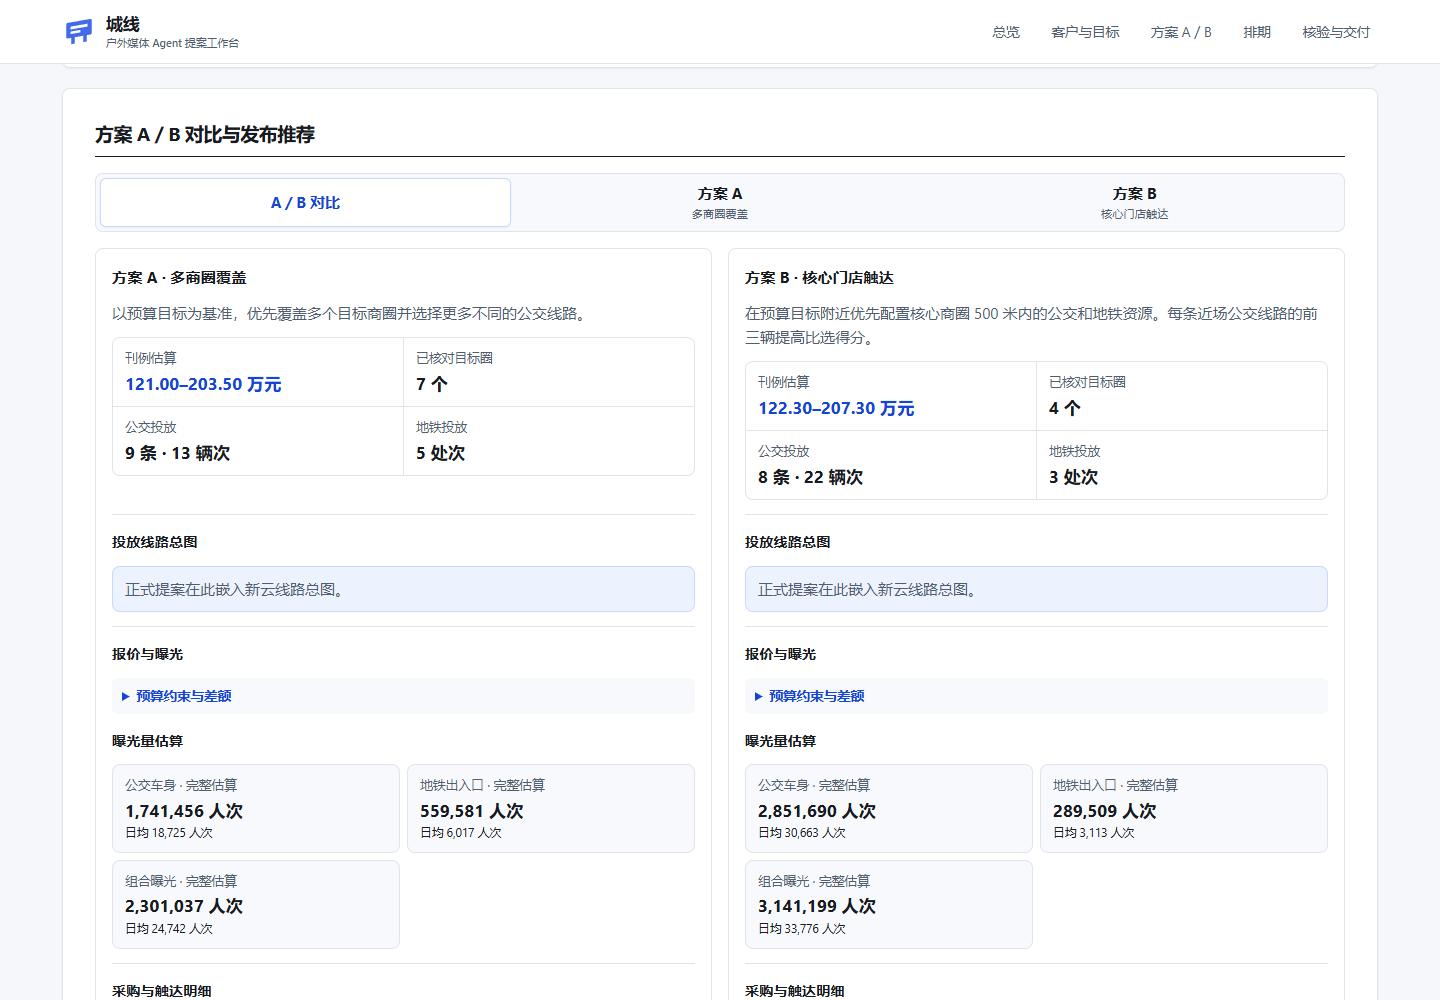 城线
户外媒体 Agent 提案工作台
总览
客户与目标
方案 A / B
排期
核验与交付
方案 A / B 对比与发布推荐
A / B 对比
方案 A
多商圈覆盖
方案 B
核心门店触达
方案 A · 多商圈覆盖
以预算目标为基准，优先覆盖多个目标商圈并选择更多不同的公交线路。
刊例估算
121.00–203.50 万元
已核对目标圈
7 个
公交投放
9 条 · 13 辆次
地铁投放
5 处次
投放线路总图
正式提案在此嵌入新云线路总图。
报价与曝光
▶ 预算约束与差额
曝光量估算
公交车身 · 完整估算
1,741,456 人次
日均 18,725 人次
地铁出入口 · 完整估算
559,581 人次
日均 6,017 人次
组合曝光 · 完整估算
2,301,037 人次
日均 24,742 人次
采购与触达明细
方案 B · 核心门店触达
在预算目标附近优先配置核心商圈 500 米内的公交和地铁资源。每条近场公交线路的前
三辆提高比选得分。
刊例估算
122.30–207.30 万元
已核对目标圈
4 个
公交投放
8 条 · 22 辆次
地铁投放
3 处次
投放线路总图
正式提案在此嵌入新云线路总图。
报价与曝光
▶ 预算约束与差额
曝光量估算
公交车身 · 完整估算
2,851,690 人次
日均 30,663 人次
地铁出入口 · 完整估算
289,509 人次
日均 3,113 人次
组合曝光 · 完整估算
3,141,199 人次
日均 33,776 人次
采购与触达明细